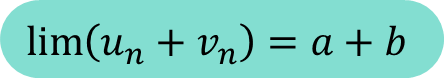 lim(uₙ + vₙ) = a + b